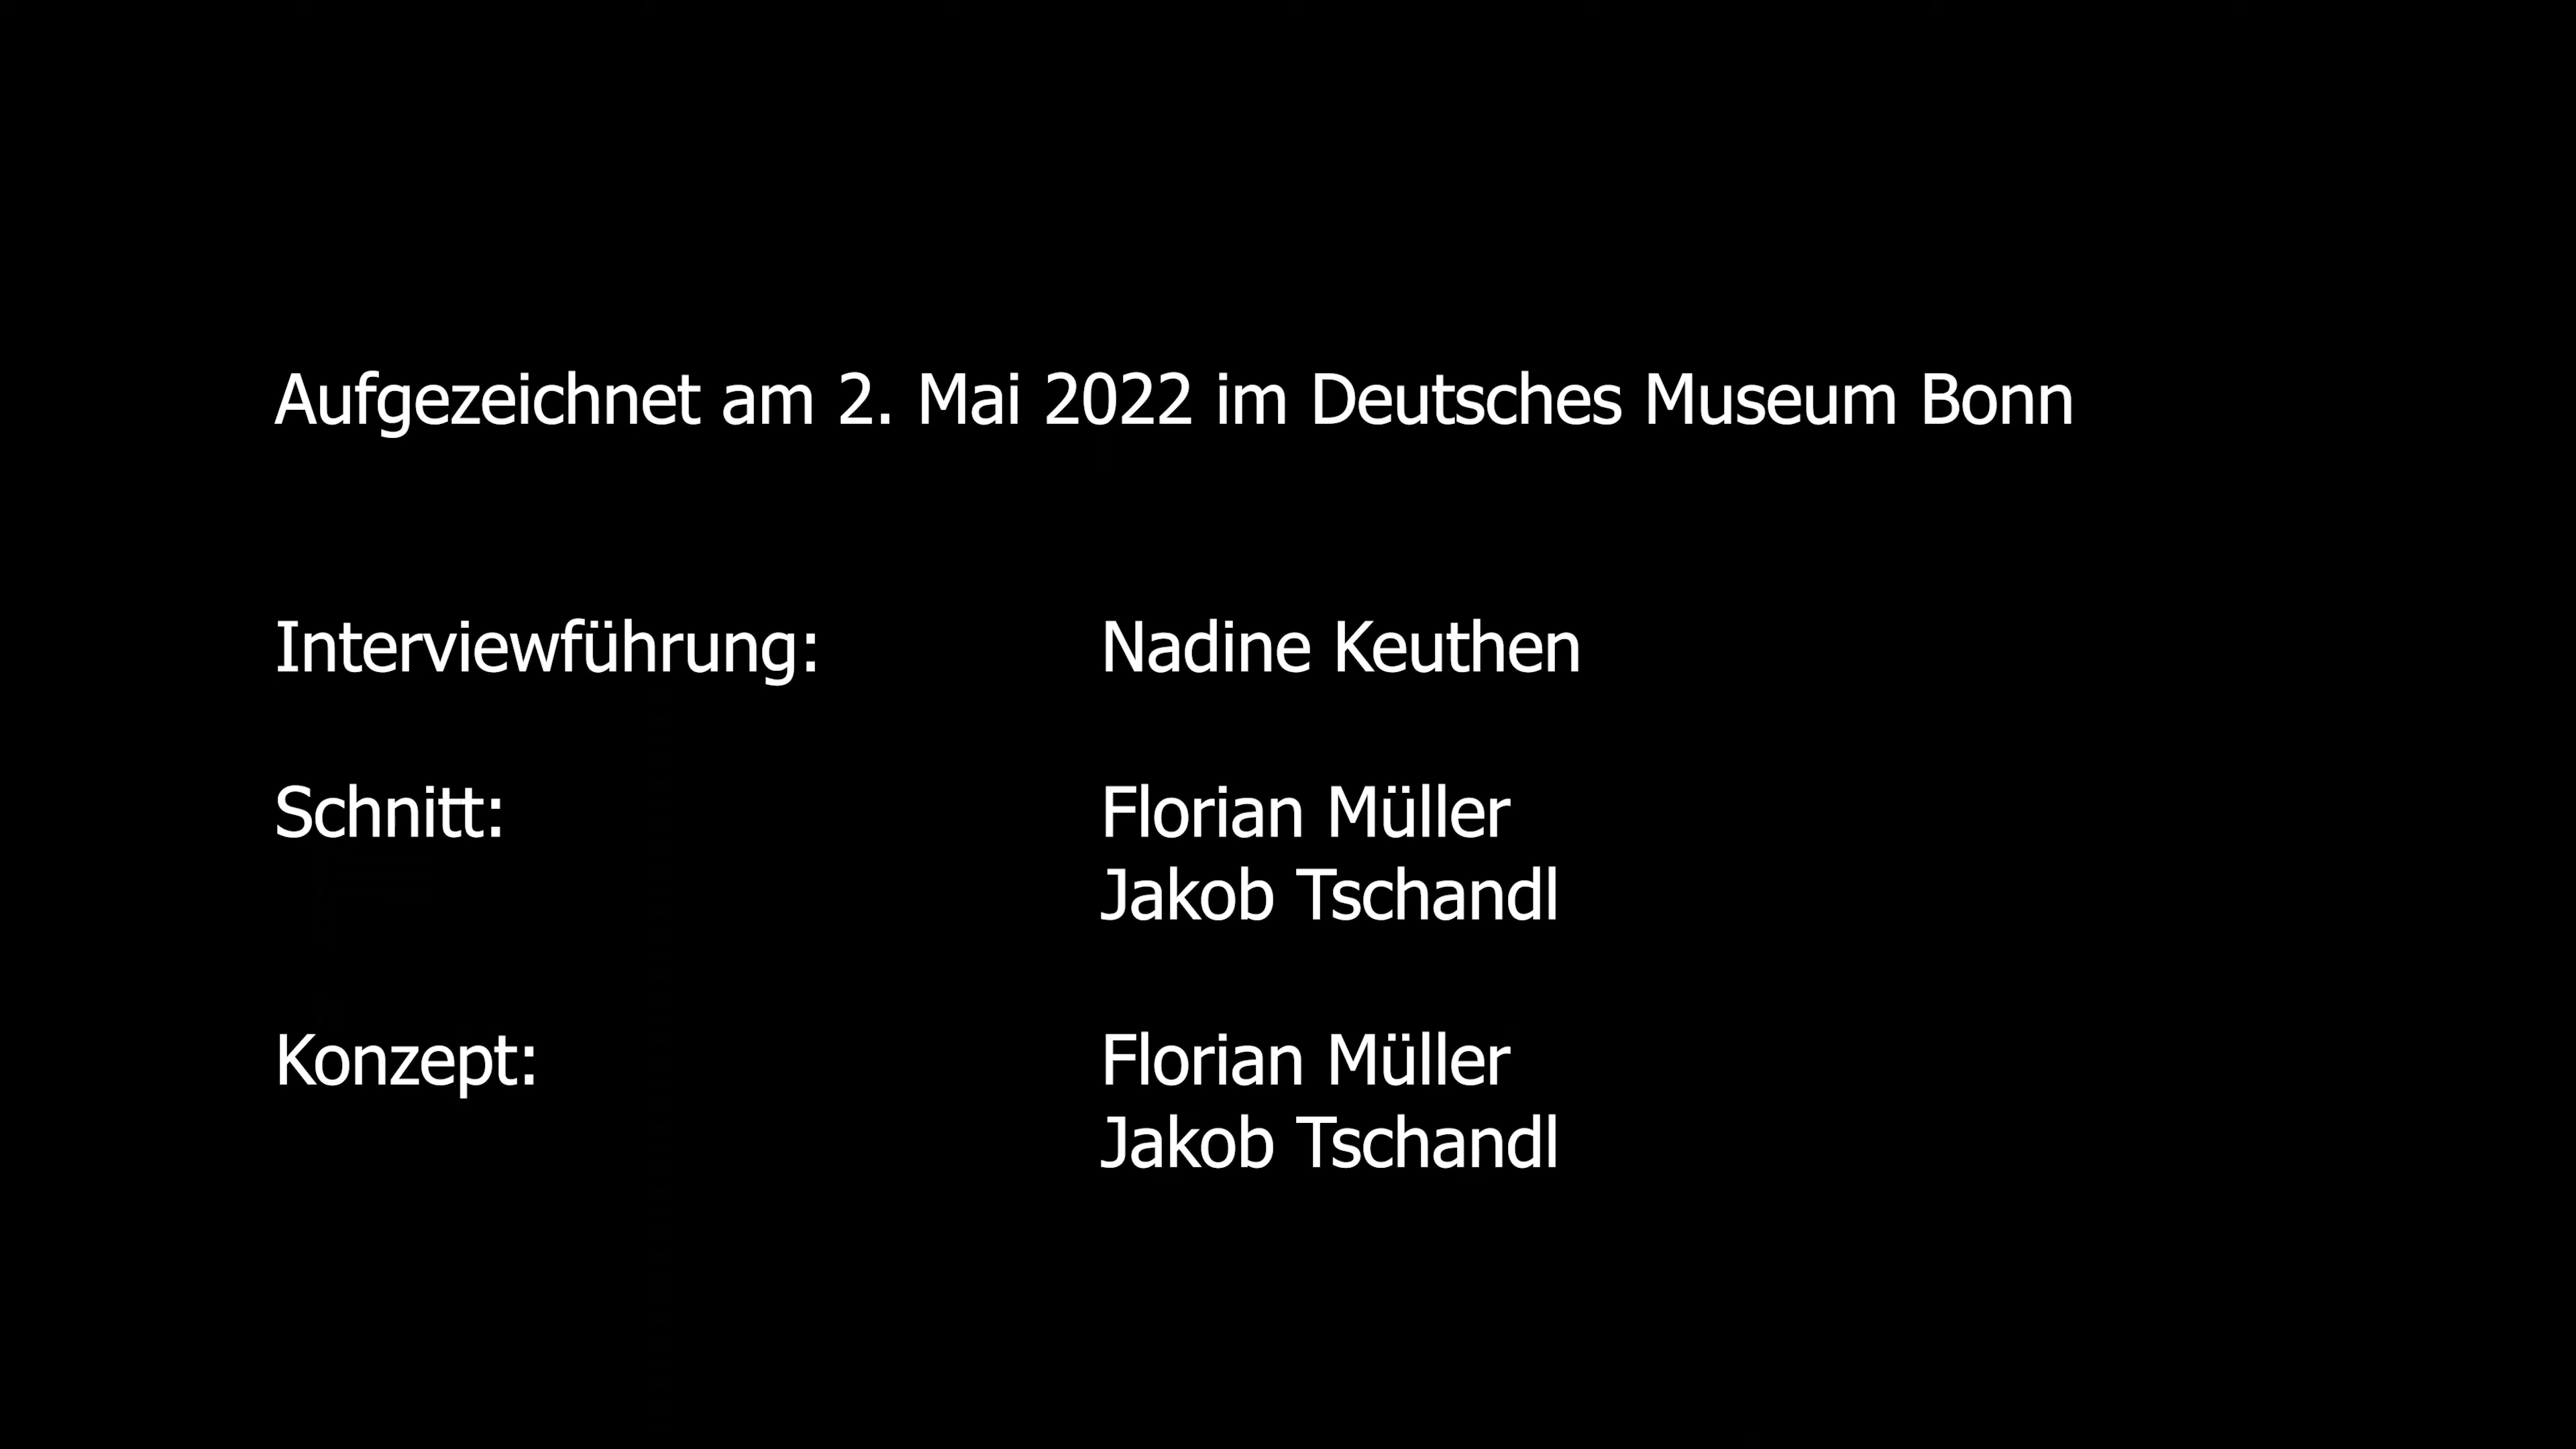 Aufgezeichnet am 2. Mai 2022 im Deutsches Museum Bonn
Interviewführung: Nadine Keuthen
Schnitt: Florian Müller
Jakob Tschandl
Konzept: Florian Müller
Jakob Tschandl